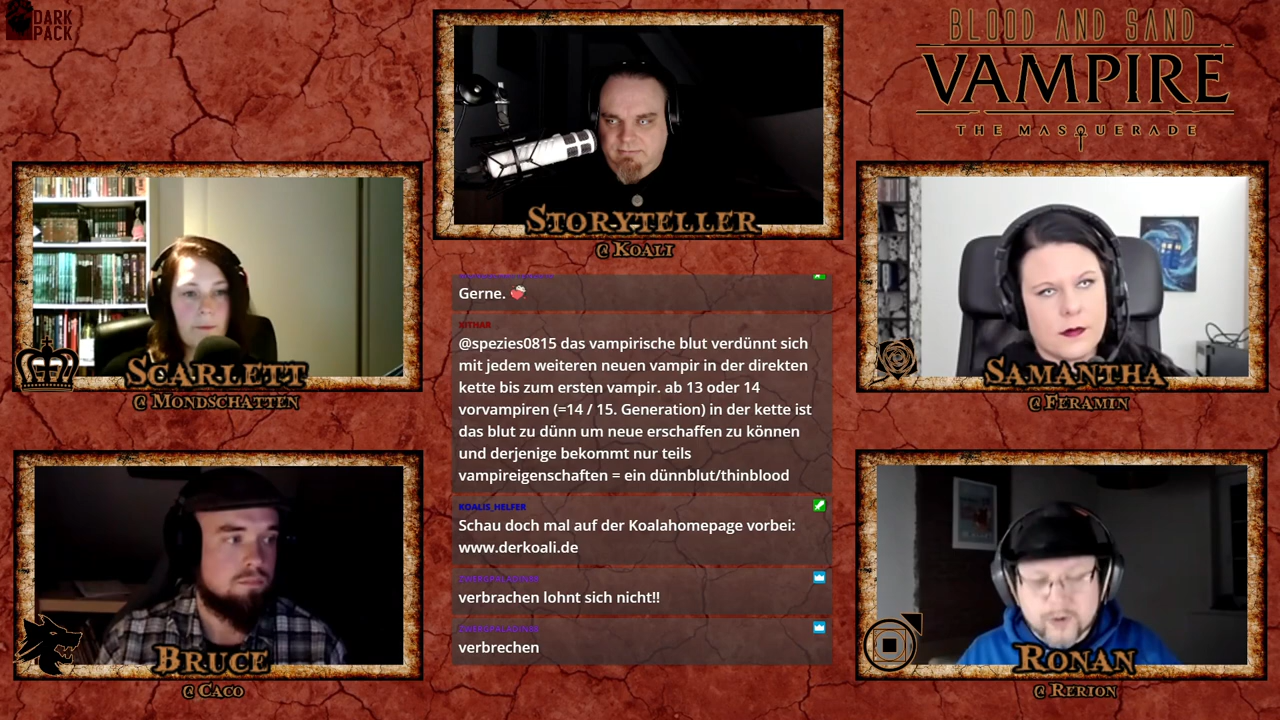 DARK
PACK
BLOOD AND SAND
VAMPIRE
THE MASQUERADE
STORYTELLER
@ KOALI
SCARLETT
@ MONDSCHATTEN
SAMANTHA
@ FERAMIN
Gerne.
XITHAR
@spezies0815 das vampirische blut verdünnt sich
mit jedem weiteren neuen vampir in der direkten
kette bis zum ersten vampir. ab 13 oder 14
vorvampiren (=14 / 15. Generation) in der kette ist
das blut zu dünn um neue erschaffen zu können
und derjenige bekommt nur teils
vampireigenschaften = ein dünnblut/thinblood
KOALIS_HELFER
Schau doch mal auf der Koalahomepage vorbei:
www.derkoali.de
verbrachen lohnt sich nicht!!
verbrechen
BRUCE
@ CACO
RONAN
@ RERION